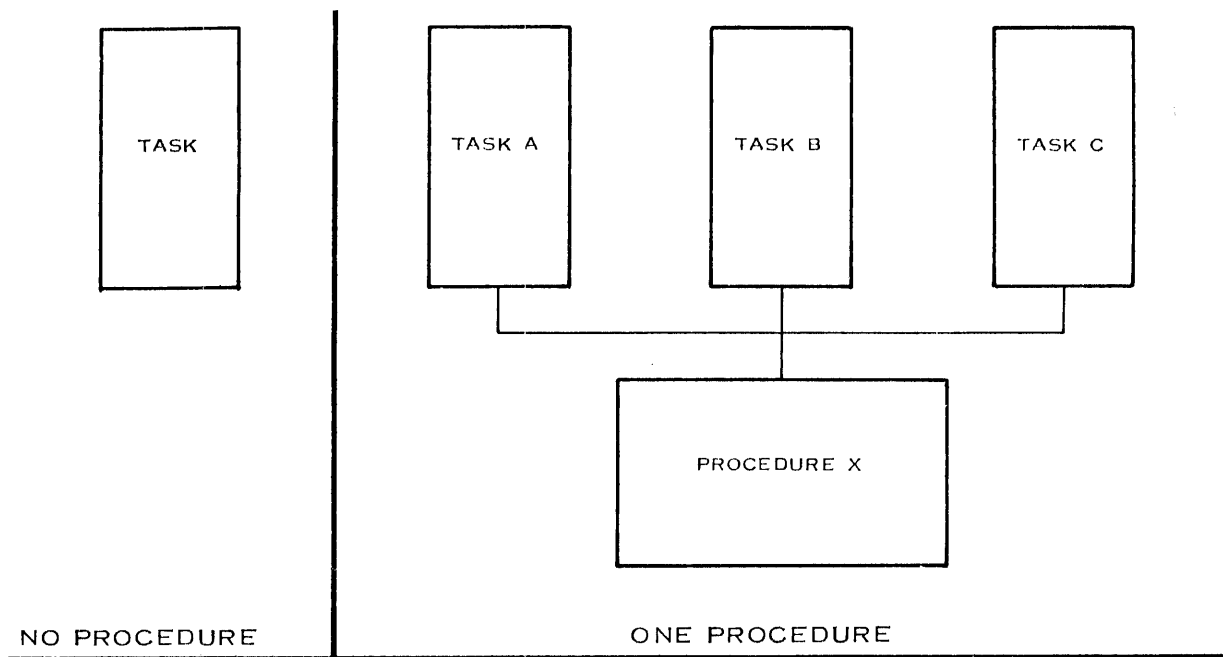 TASK
TASK A
TASK B
TASK C
PROCEDURE X
NO PROCEDURE
ONE PROCEDURE